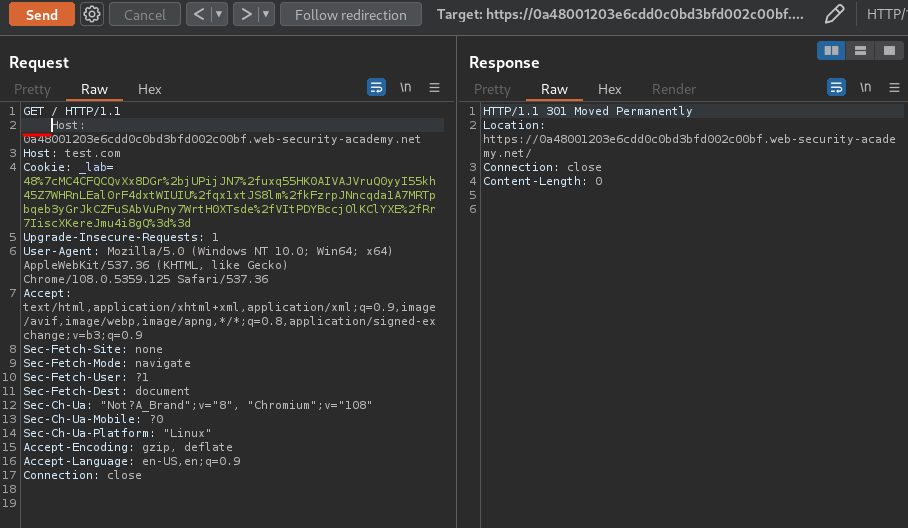 Send
Cancel
< | ▾
> | ▾
Follow redirection
Target: https://0a48001203e6cdd0c0bd3bfd002c00bf....
HTTP/
Request
Pretty Raw Hex
\n
1 GET / HTTP/1.1
2 Host:
0a48001203e6cdd0c0bd3bfd002c00bf.web-security-academy.net
3 Host: test.com
4 Cookie: _lab=
48%7cMC4CFQCQvXx8DGr%2bjUPijJN7%2fuxq55HK0AIVAJVruQ0yyI55kh
45Z7WHRnLEalOrF4dxtWIUIU%2fqx1xtJS8lm%2fkFzrpJNncqda1A7MRTp
bqeb3yGrJkCZFuSAbVuPny7WrtH0XTsde%2fVItPDYBccjOlKClYXE%2fRr
7IiscXKereJmu4i8gQ%3d%3d
5 Upgrade-Insecure-Requests: 1
6 User-Agent: Mozilla/5.0 (Windows NT 10.0; Win64; x64)
AppleWebKit/537.36 (KHTML, like Gecko)
Chrome/108.0.5359.125 Safari/537.36
7 Accept:
text/html,application/xhtml+xml,application/xml;q=0.9,image
/avif,image/webp,image/apng,*/*;q=0.8,application/signed-ex
change;v=b3;q=0.9
8 Sec-Fetch-Site: none
9 Sec-Fetch-Mode: navigate
10 Sec-Fetch-User: ?1
11 Sec-Fetch-Dest: document
12 Sec-Ch-Ua: "Not?A_Brand";v="8", "Chromium";v="108"
13 Sec-Ch-Ua-Mobile: ?0
14 Sec-Ch-Ua-Platform: "Linux"
15 Accept-Encoding: gzip, deflate
16 Accept-Language: en-US,en;q=0.9
17 Connection: close
18
19
Response
Pretty Raw Hex Render
\n
1 HTTP/1.1 301 Moved Permanently
2 Location:
https://0a48001203e6cdd0c0bd3bfd002c00bf.web-security-acade
my.net/
3 Connection: close
4 Content-Length: 0
5
6